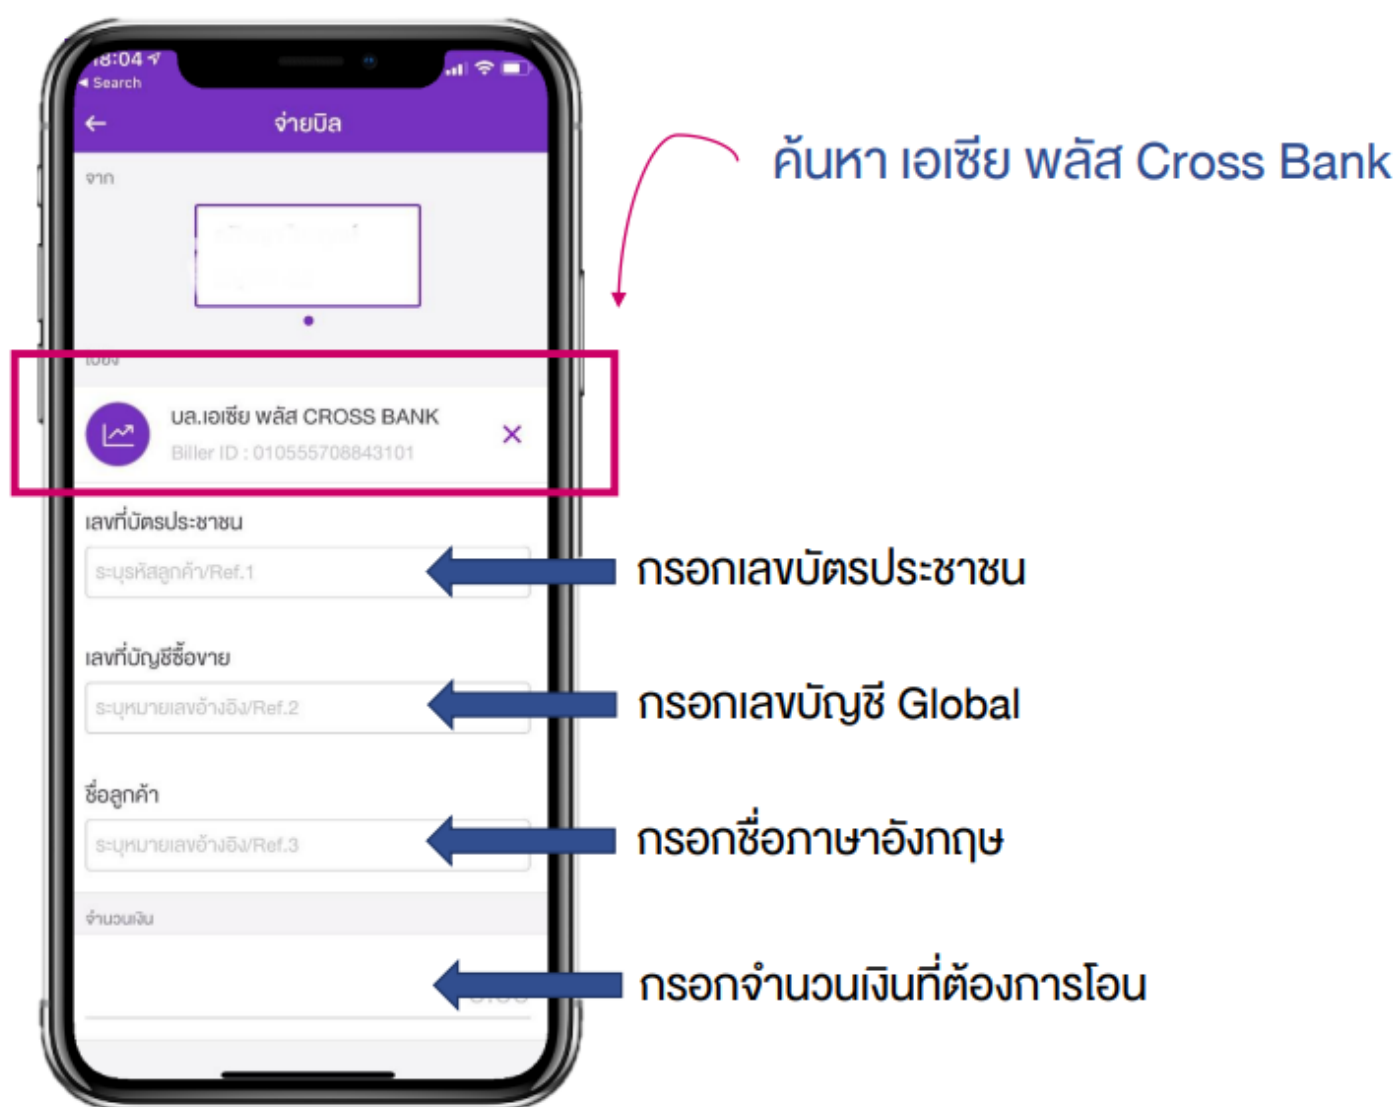 18:04
Search
จ่ายบิล
ค้นหา เอเซีย พลัส Cross Bank
จาก
ไปยัง
บล.เอเซีย พลัส CROSS BANK
Biller ID : 010555708843101
เลขที่บัตรประชาชน
ระบุรหัสลูกค้า/Ref.1
กรอกเลขบัตรประชาชน
เลขที่บัญชีซื้อขาย
ระบุหมายเลขอ้างอิง/Ref.2
กรอกเลขบัญชี Global
ชื่อลูกค้า
ระบุหมายเลขอ้างอิง/Ref.3
กรอกชื่อภาษาอังกฤษ
จำนวนเงิน
กรอกจำนวนเงินที่ต้องการโอน